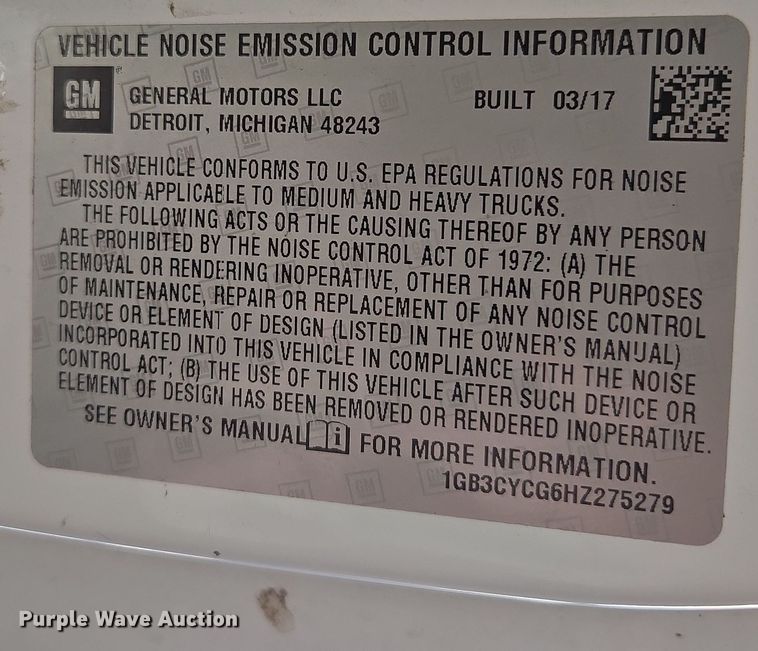 VEHICLE NOISE EMISSION CONTROL INFORMATION
GM
GENERAL MOTORS LLC
DETROIT, MICHIGAN 48243
BUILT 03/17
THIS VEHICLE CONFORMS TO U.S. EPA REGULATIONS FOR NOISE
EMISSION APPLICABLE TO MEDIUM AND HEAVY TRUCKS.
THE FOLLOWING ACTS OR THE CAUSING THEREOF BY ANY PERSON
ARE PROHIBITED BY THE NOISE CONTROL ACT OF 1972: (A) THE
REMOVAL OR RENDERING INOPERATIVE, OTHER THAN FOR PURPOSES
OF MAINTENANCE, REPAIR OR REPLACEMENT OF ANY NOISE CONTROL
DEVICE OR ELEMENT OF DESIGN (LISTED IN THE OWNER'S MANUAL)
INCORPORATED INTO THIS VEHICLE IN COMPLIANCE WITH THE NOISE
CONTROL ACT; (B) THE USE OF THIS VEHICLE AFTER SUCH DEVICE OR
ELEMENT OF DESIGN HAS BEEN REMOVED OR RENDERED INOPERATIVE.
SEE OWNER'S MANUAL i FOR MORE INFORMATION.
1GB3CYCG6HZ275279
Purple Wave Auction